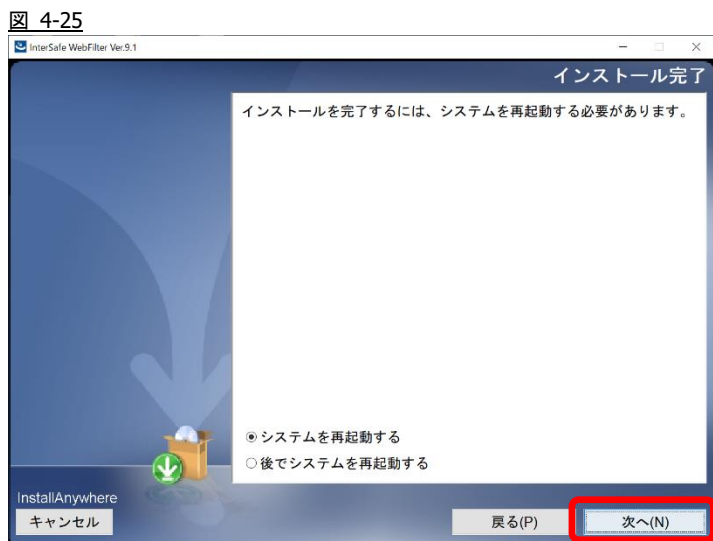 図 4-25
InterSafe WebFilter Ver.9.1
インストール完了
インストールを完了するには、システムを再起動する必要があります。
システムを再起動する
後でシステムを再起動する
InstallAnywhere
キャンセル
戻る(P)
次へ(N)